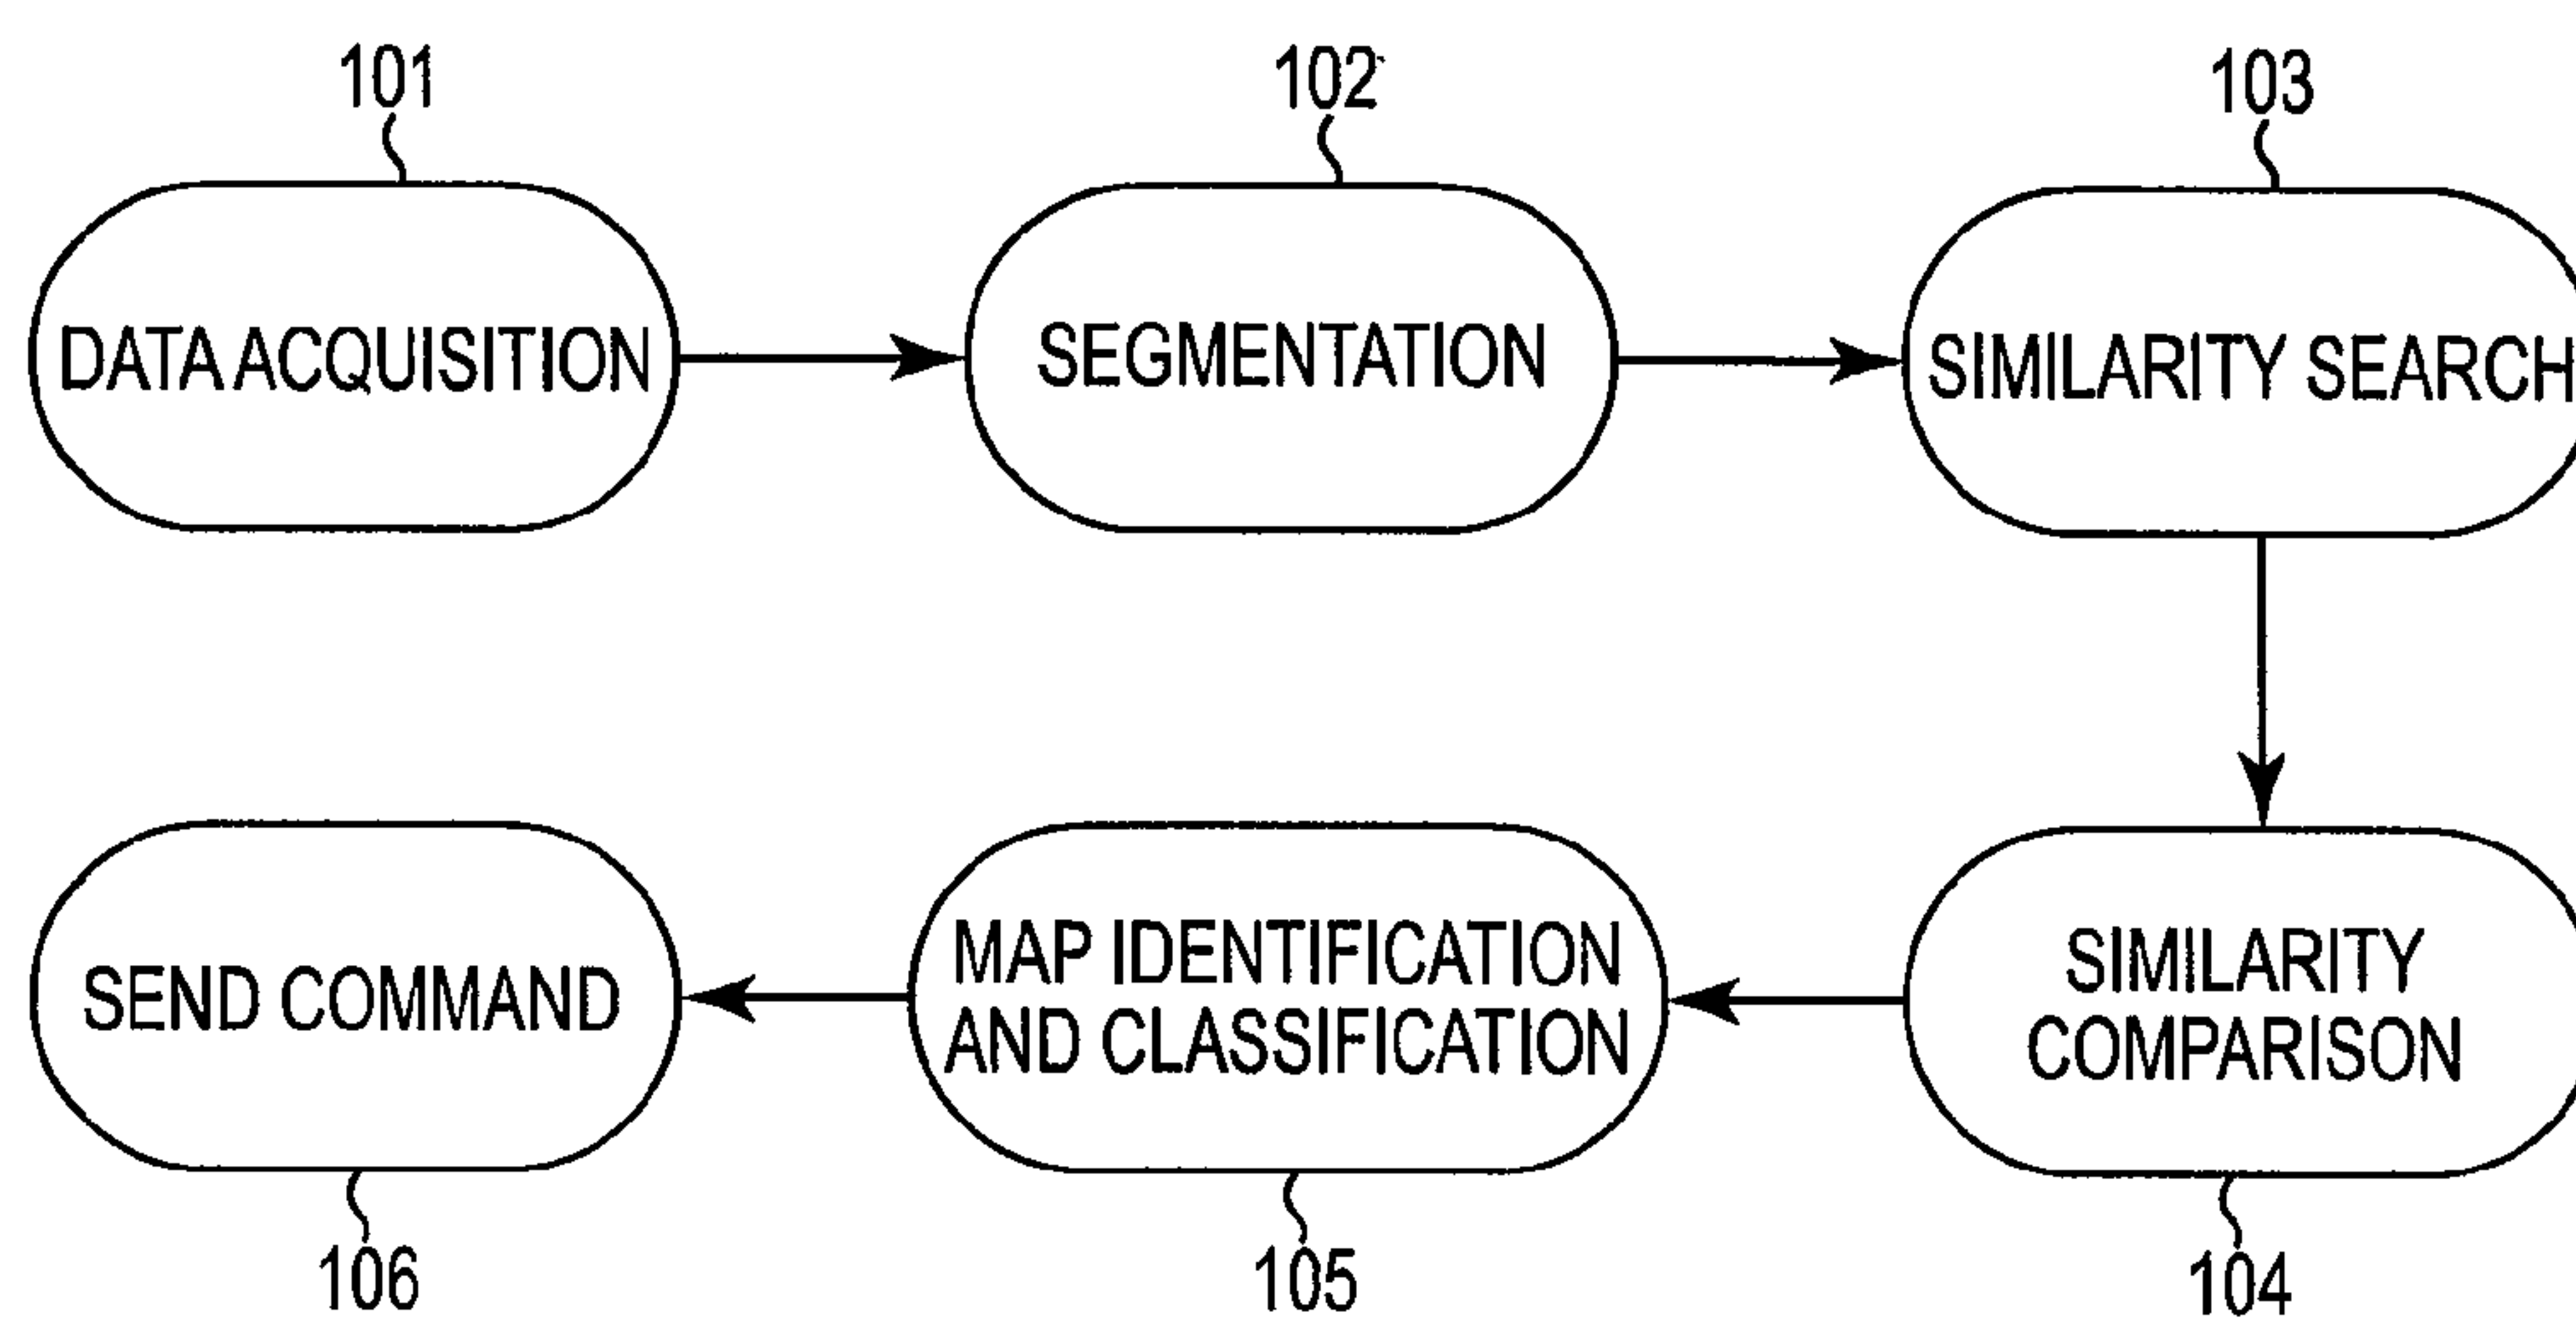 101
102
103
DATA ACQUISITION
SEGMENTATION
SIMILARITY SEARCH
SIMILARITY
COMPARISON
104
MAP IDENTIFICATION
AND CLASSIFICATION
105
SEND COMMAND
106